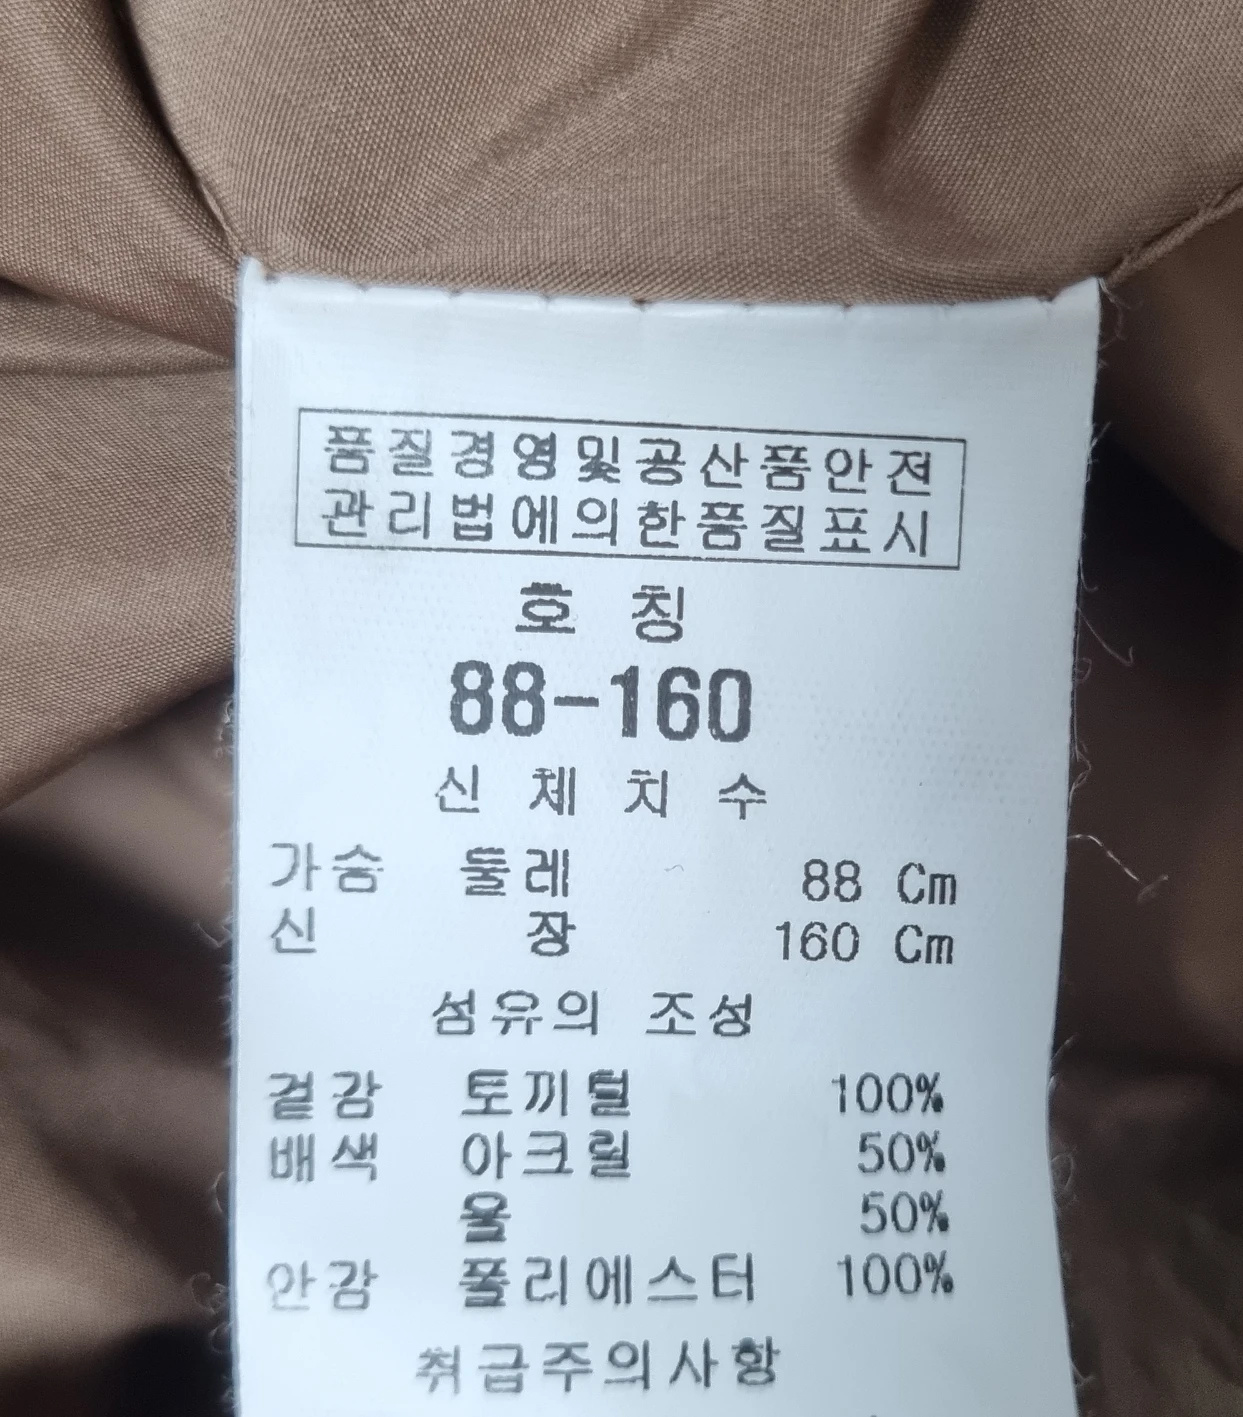 품질경영및공산품안전
관리법에의한품질표시
호 칭
88-160
신 체 치 수
가슴 둘레 88 Cm
신 장 160 Cm
섬유의 조성
겉감 토끼털 100%
배색 아크릴 50%
울 50%
안감 폴리에스터 100%
취급주의사항